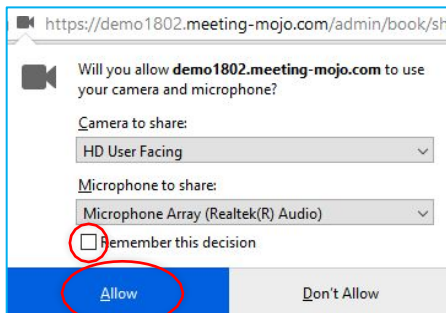 https://demo1802.meeting-mojo.com/admin/book/sh
Will you allow demo1802.meeting-mojo.com to use
your camera and microphone?
Camera to share:
HD User Facing
Microphone to share:
Microphone Array (Realtek(R) Audio)
Remember this decision
Allow
Don't Allow